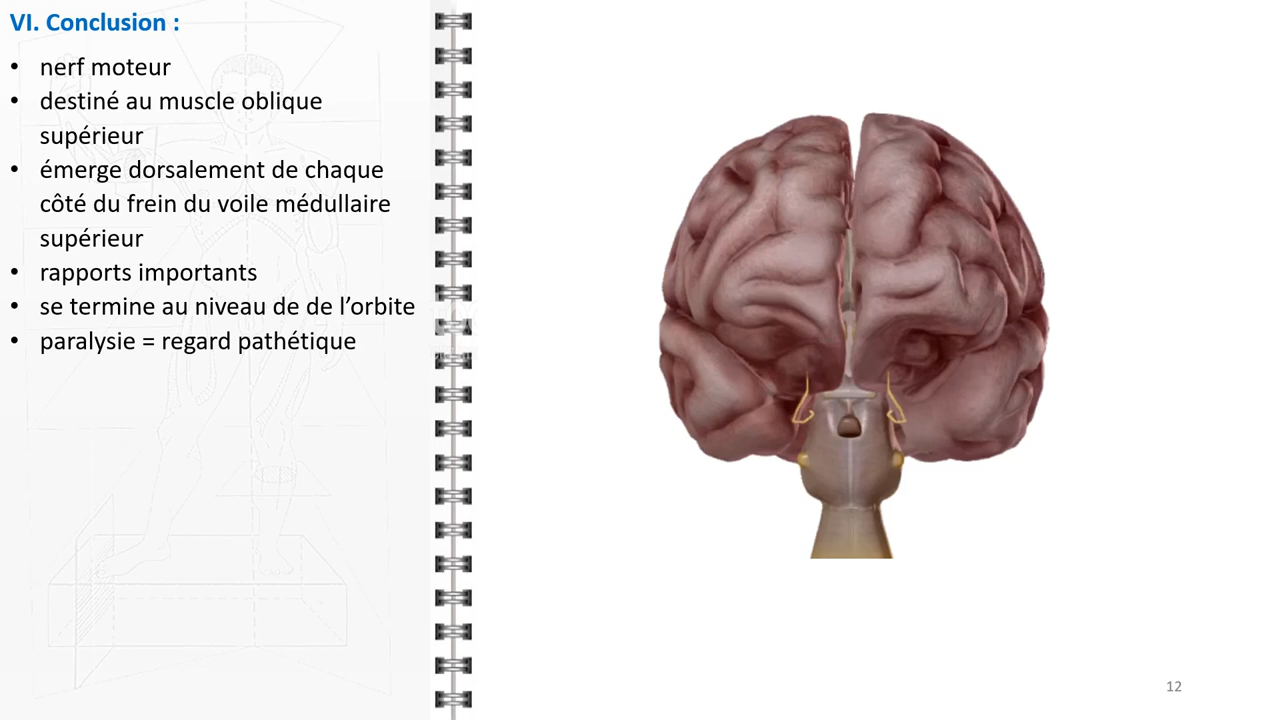 VI. Conclusion :
• nerf moteur
• destiné au muscle oblique
supérieur
• émerge dorsalement de chaque
côté du frein du voile médullaire
supérieur
• rapports importants
• se termine au niveau de de l’orbite
• paralysie = regard pathétique
12